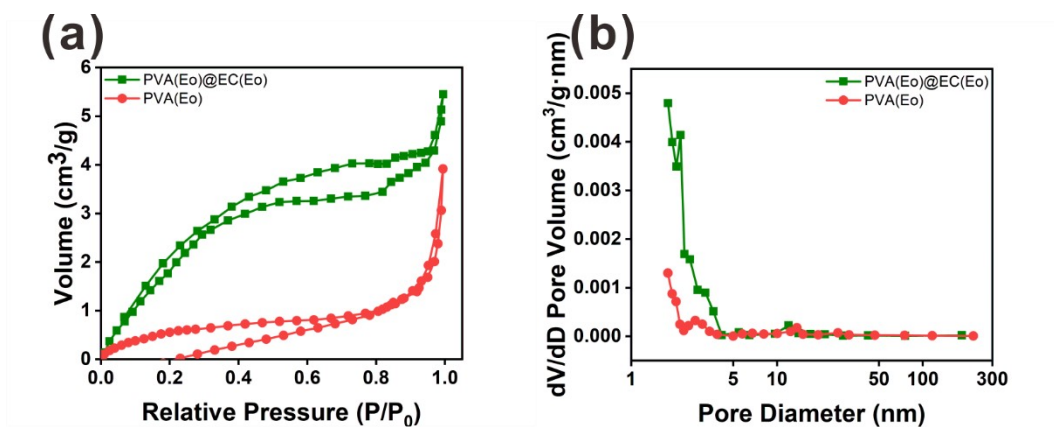 (a)
PVA(Eo)@EC(Eo)
PVA(Eo)
Volume (cm³/g)
6
5
4
3
2
1
0
0.0 0.2 0.4 0.6 0.8 1.0
Relative Pressure (P/P₀)
(b)
PVA(Eo)@EC(Eo)
PVA(Eo)
dV/dD Pore Volume (cm³/g·nm)
0.005
0.004
0.003
0.002
0.001
0.000
1 5 10 50 100 300
Pore Diameter (nm)